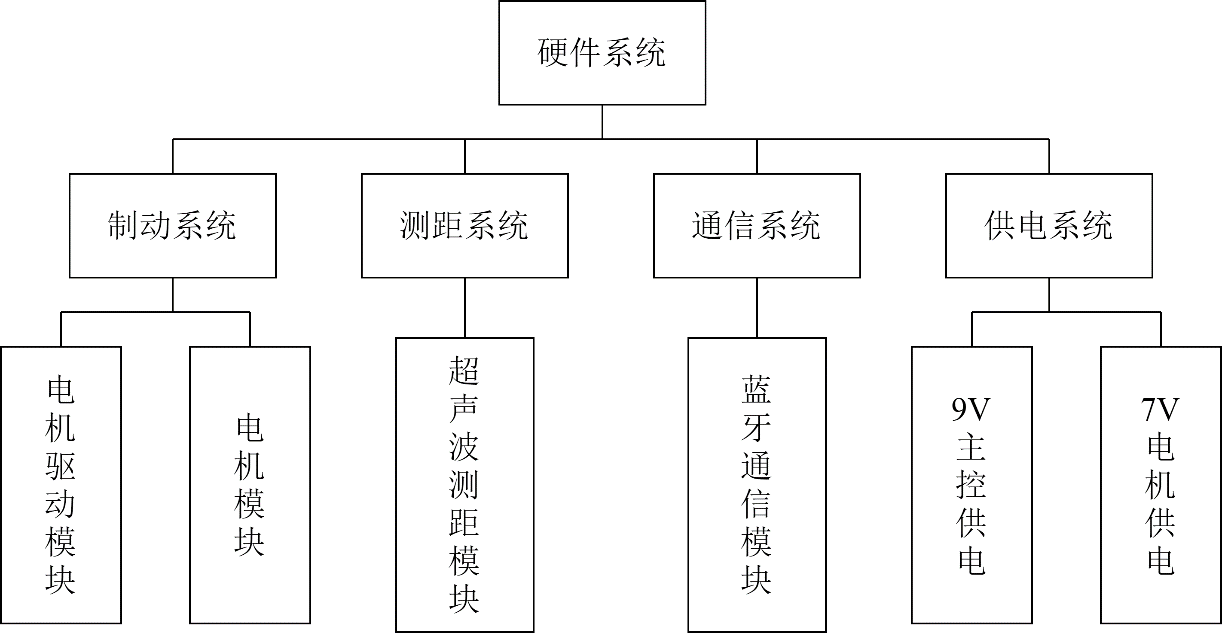 硬件系统
制动系统
测距系统
通信系统
供电系统
电机驱动模块
电机模块
超声波测距模块
蓝牙通信模块
9V主控供电
7V电机供电